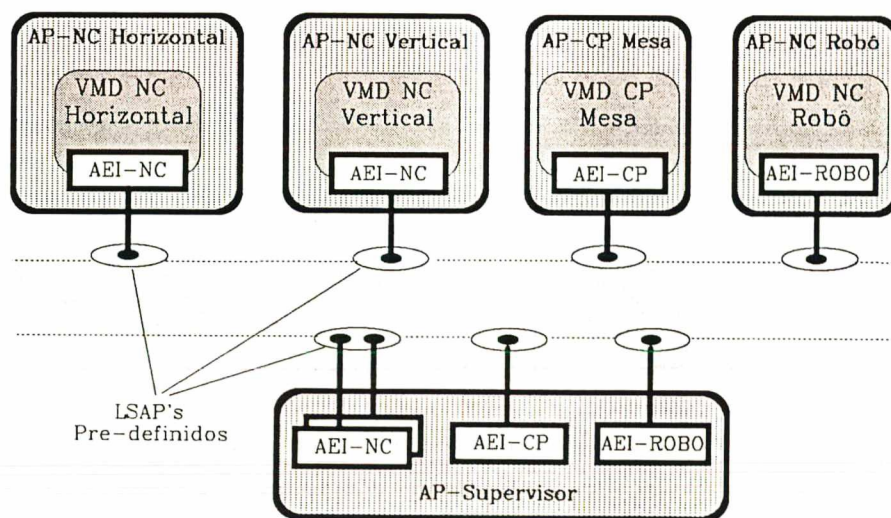 AP-NC Horizontal
VMD NC
Horizontal
AEI-NC
AP-NC Vertical
VMD NC
Vertical
AEI-NC
AP-CP Mesa
VMD CP
Mesa
AEI-CP
AP-NC Robô
VMD NC
Robô
AEI-ROBO
LSAP's
Pre-definidos
AEI-NC
AEI-CP
AEI-ROBO
AP-Supervisor